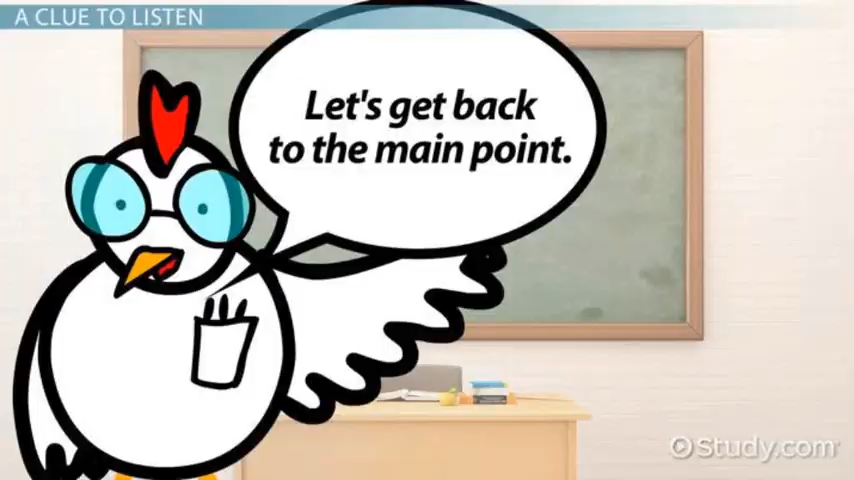 A CLUE TO LISTEN
Let's get back
to the main point.
Study.com